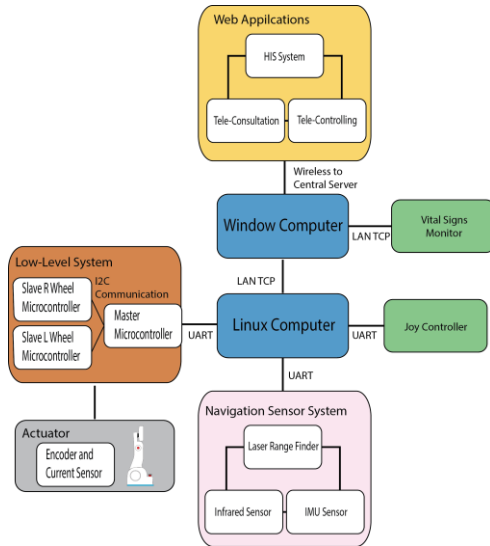 Web Appilcations
HIS System
Tele-Consultation
Tele-Controlling
Wireless to
Central Server
Window Computer
LAN TCP
Vital Signs
Monitor
Low-Level System
I2C
Communication
Slave R Wheel
Microcontroller
Master
Microcontroller
Slave L Wheel
Microcontroller
LAN TCP
UART
Linux Computer
UART
Joy Controller
UART
Actuator
Encoder and
Current Sensor
Navigation Sensor System
Laser Range Finder
Infrared Sensor
IMU Sensor